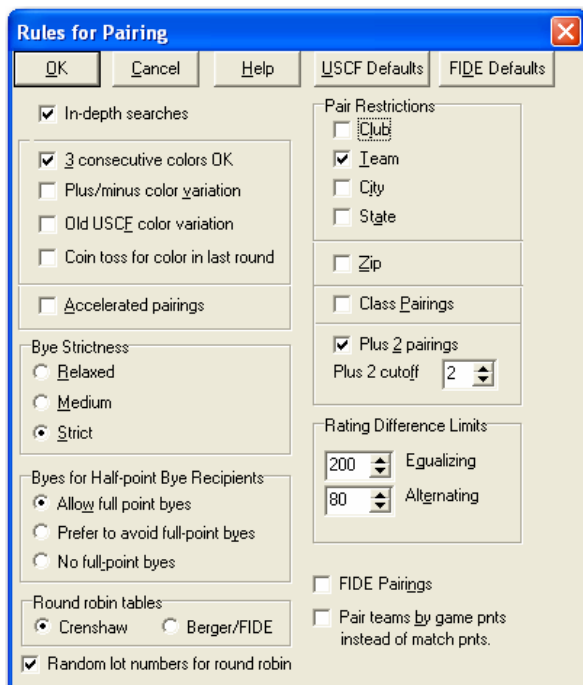 Rules for Pairing
OK Cancel Help USCF Defaults FIDE Defaults
In-depth searches
3 consecutive colors OK
Plus/minus color variation
Old USCF color variation
Coin toss for color in last round
Accelerated pairings
Bye Strictness
Relaxed
Medium
Strict
Byes for Half-point Bye Recipients
Allow full point byes
Prefer to avoid full-point byes
No full-point byes
Round robin tables
Crenshaw Berger/FIDE
Random lot numbers for round robin
Pair Restrictions
Club
Team
City
State
Zip
Class Pairings
Plus 2 pairings
Plus 2 cutoff 2
Rating Difference Limits
200 Equalizing
80 Alternating
FIDE Pairings
Pair teams by game pnts
instead of match pnts.